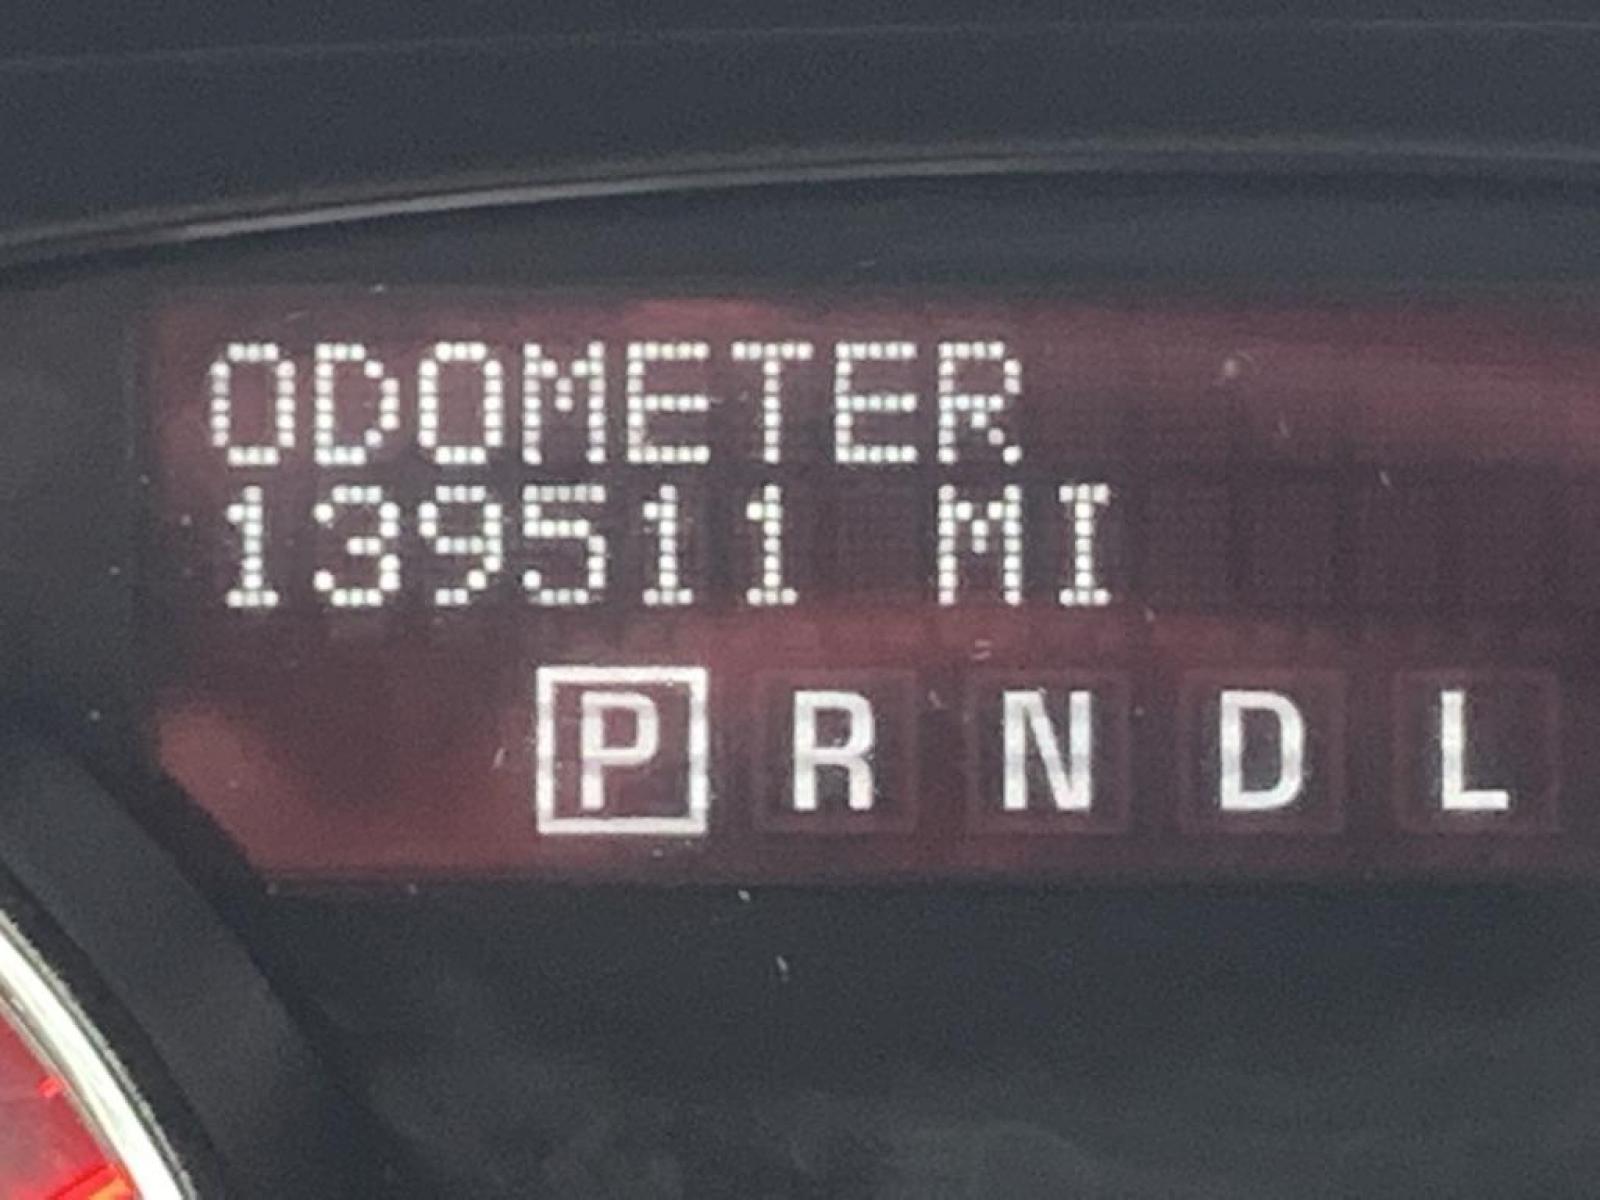 ODOMETER
139511 MI
P R N D L